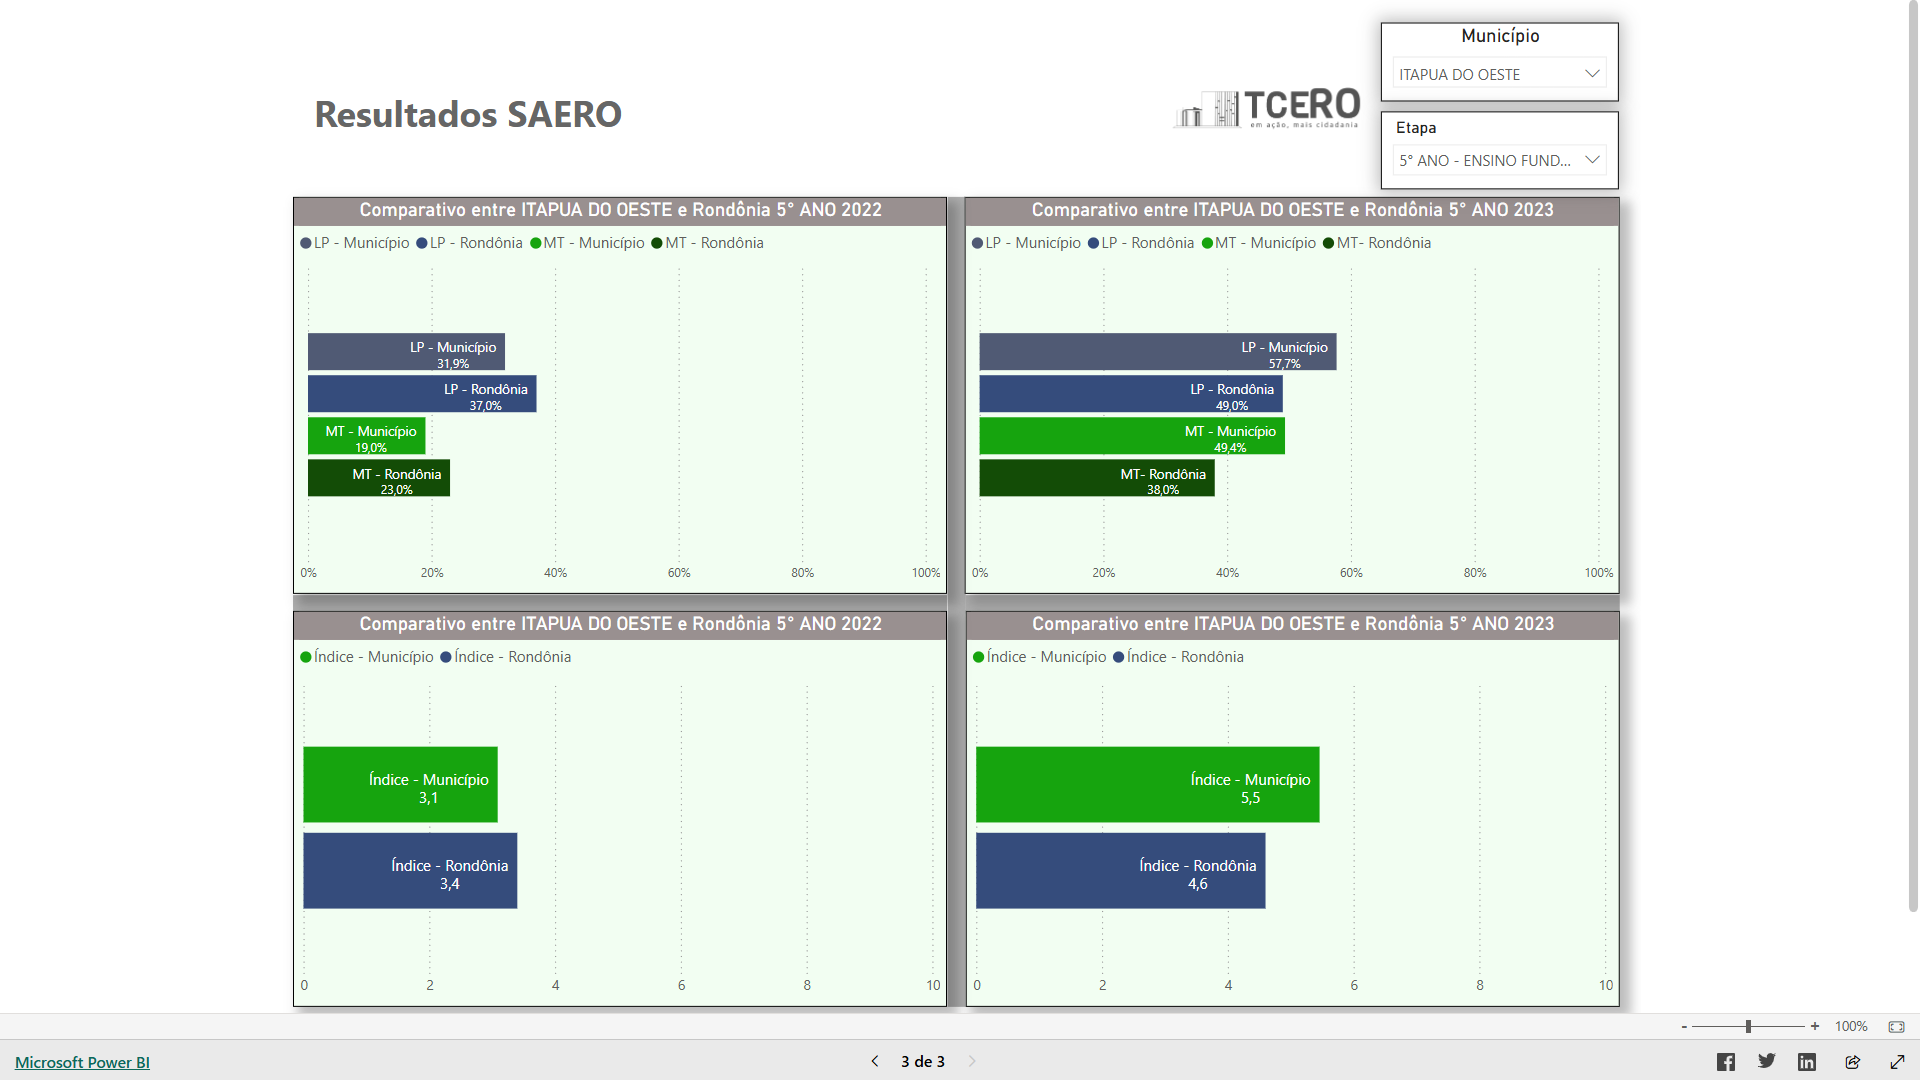 Município
ITAPUA DO OESTE
Resultados SAERO
TCERO
em ação, mais cidadania
Etapa
5° ANO - ENSINO FUND...
Comparativo entre ITAPUA DO OESTE e Rondônia 5° ANO 2022
LP - Município LP - Rondônia MT - Município MT - Rondônia
LP - Município
31,9%
LP - Rondônia
37,0%
MT - Município
19,0%
MT - Rondônia
23,0%
0% 20% 40% 60% 80% 100%
Comparativo entre ITAPUA DO OESTE e Rondônia 5° ANO 2023
LP - Município LP - Rondônia MT - Município MT- Rondônia
LP - Município
57,7%
LP - Rondônia
49,0%
MT - Município
49,4%
MT- Rondônia
38,0%
0% 20% 40% 60% 80% 100%
Comparativo entre ITAPUA DO OESTE e Rondônia 5° ANO 2022
Índice - Município Índice - Rondônia
Índice - Município
3,1
Índice - Rondônia
3,4
0 2 4 6 8 10
Comparativo entre ITAPUA DO OESTE e Rondônia 5° ANO 2023
Índice - Município Índice - Rondônia
Índice - Município
5,5
Índice - Rondônia
4,6
0 2 4 6 8 10
- + 100%
Microsoft Power BI
3 de 3